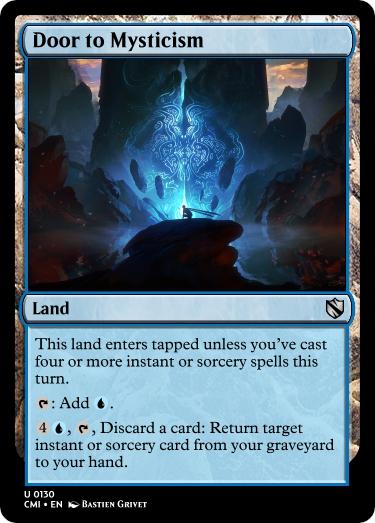 Door to Mysticism
Land
This land enters tapped unless you've cast
four or more instant or sorcery spells this
turn.
: Add .
4 , , Discard a card: Return target
instant or sorcery card from your graveyard
to your hand.
U 0130
CMI • EN Bastien Grivet